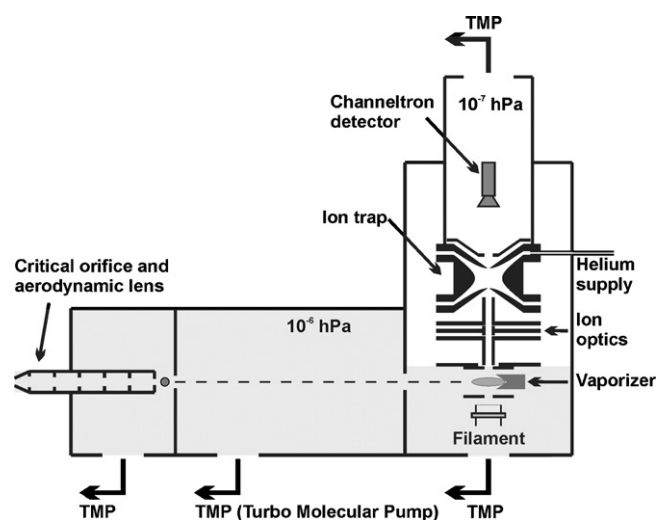 TMP
10⁻⁷ hPa
Channeltron
detector
Ion trap
Critical orifice and
aerodynamic lens
Helium
supply
10⁻⁶ hPa
Ion
optics
Vaporizer
Filament
TMP
TMP (Turbo Molecular Pump)
TMP